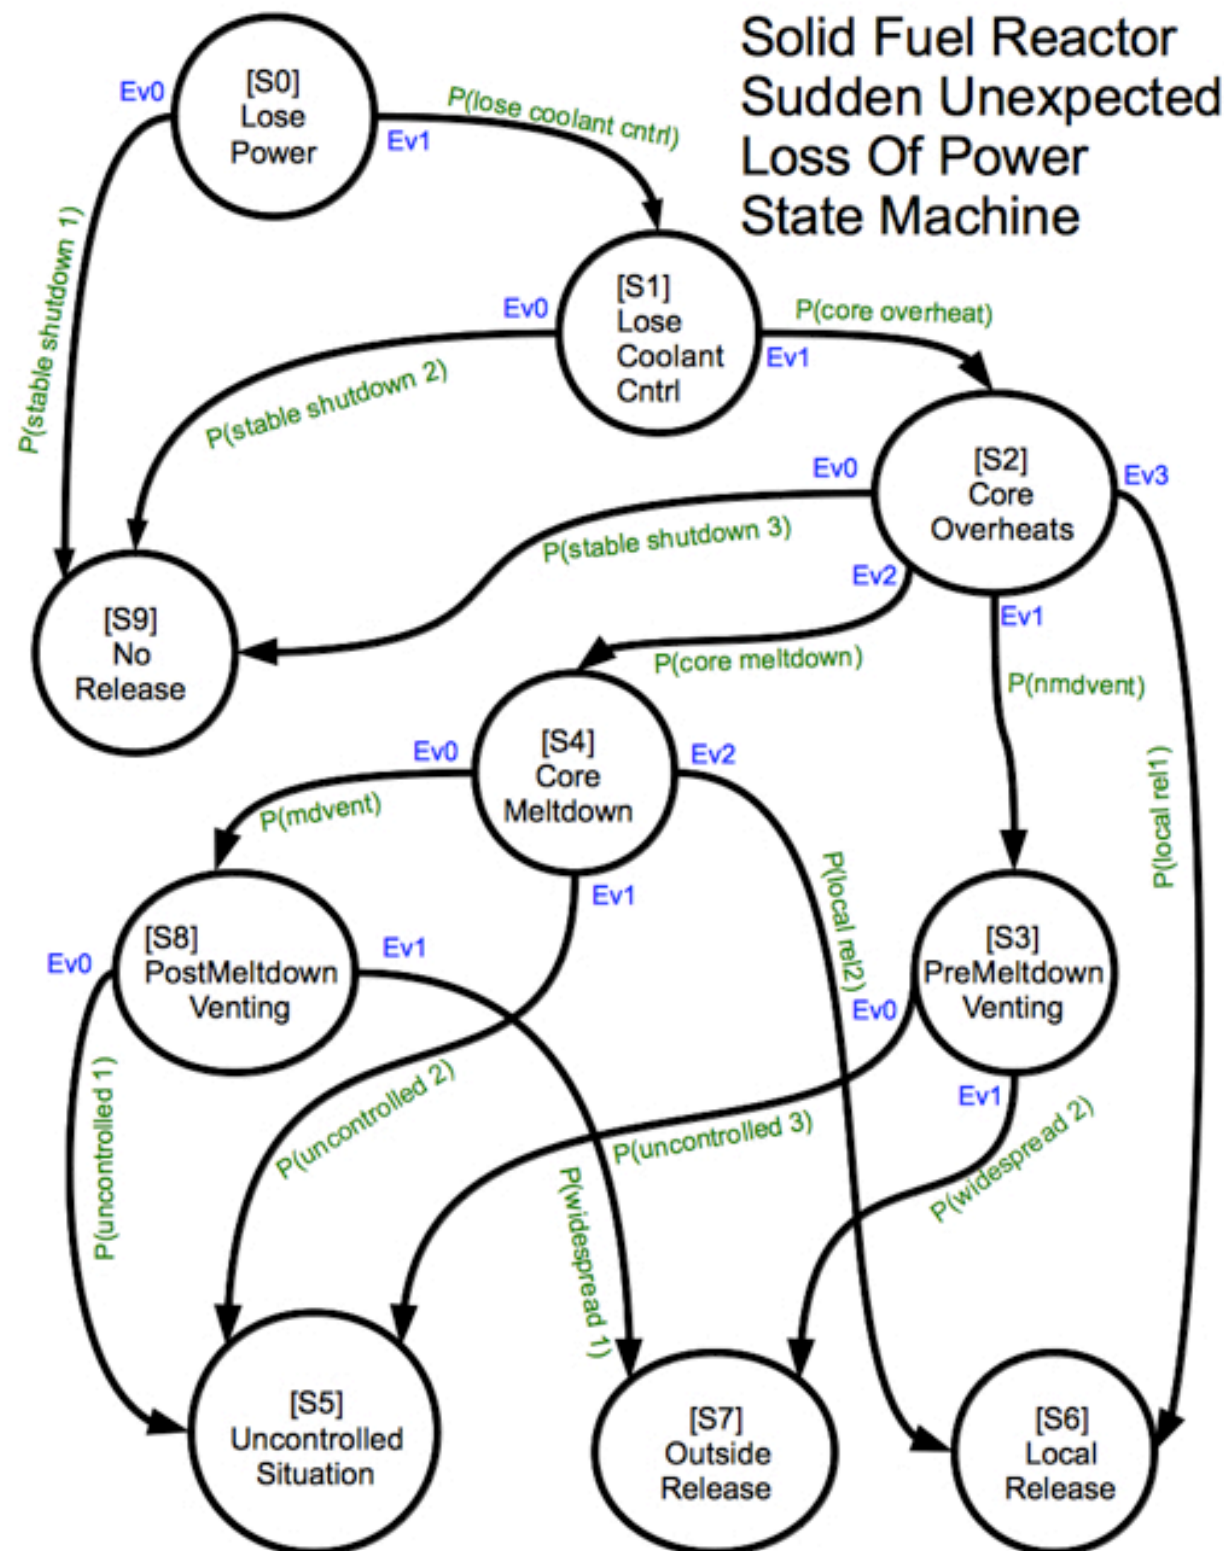 Solid Fuel Reactor
Sudden Unexpected
Loss Of Power
State Machine
[S0]
Lose
Power
Ev0
Ev1
P(lose coolant cntrl)
P(stable shutdown 1)
[S1]
Lose
Coolant
Cntrl
Ev0
Ev1
P(core overheat)
P(stable shutdown 2)
[S2]
Core
Overheats
Ev0
Ev3
P(stable shutdown 3)
Ev2
Ev1
P(core meltdown)
P(nmdvent)
P(local rel1)
[S9]
No
Release
[S4]
Core
Meltdown
Ev0
Ev2
P(mdvent)
Ev1
P(local rel2)
[S8]
PostMeltdown
Venting
Ev0
Ev1
[S3]
PreMeltdown
Venting
Ev0
Ev1
P(uncontrolled 1)
P(uncontrolled 2)
P(uncontrolled 3)
P(widespread 1)
P(widespread 2)
[S5]
Uncontrolled
Situation
[S7]
Outside
Release
[S6]
Local
Release